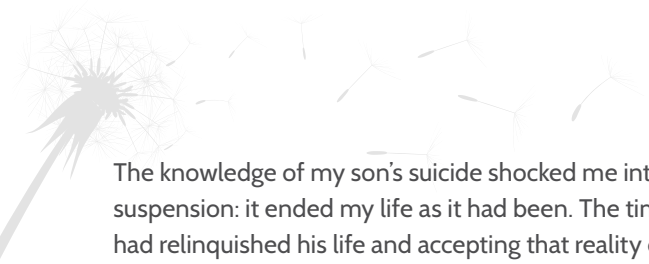 The knowledge of my son's suicide shocked me
suspension: it ended my life as it had been. The
had relinquished his life and accepting that reality